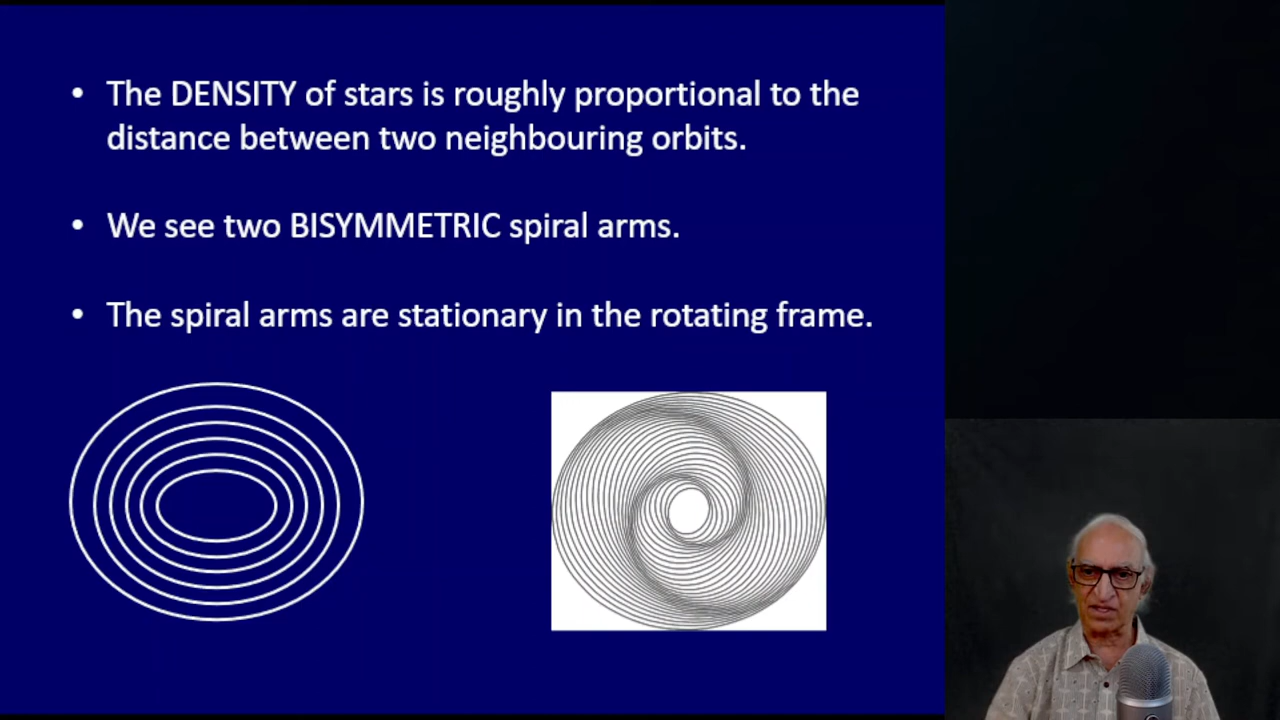 • The DENSITY of stars is roughly proportional to the
distance between two neighbouring orbits.
• We see two BISYMMETRIC spiral arms.
• The spiral arms are stationary in the rotating frame.